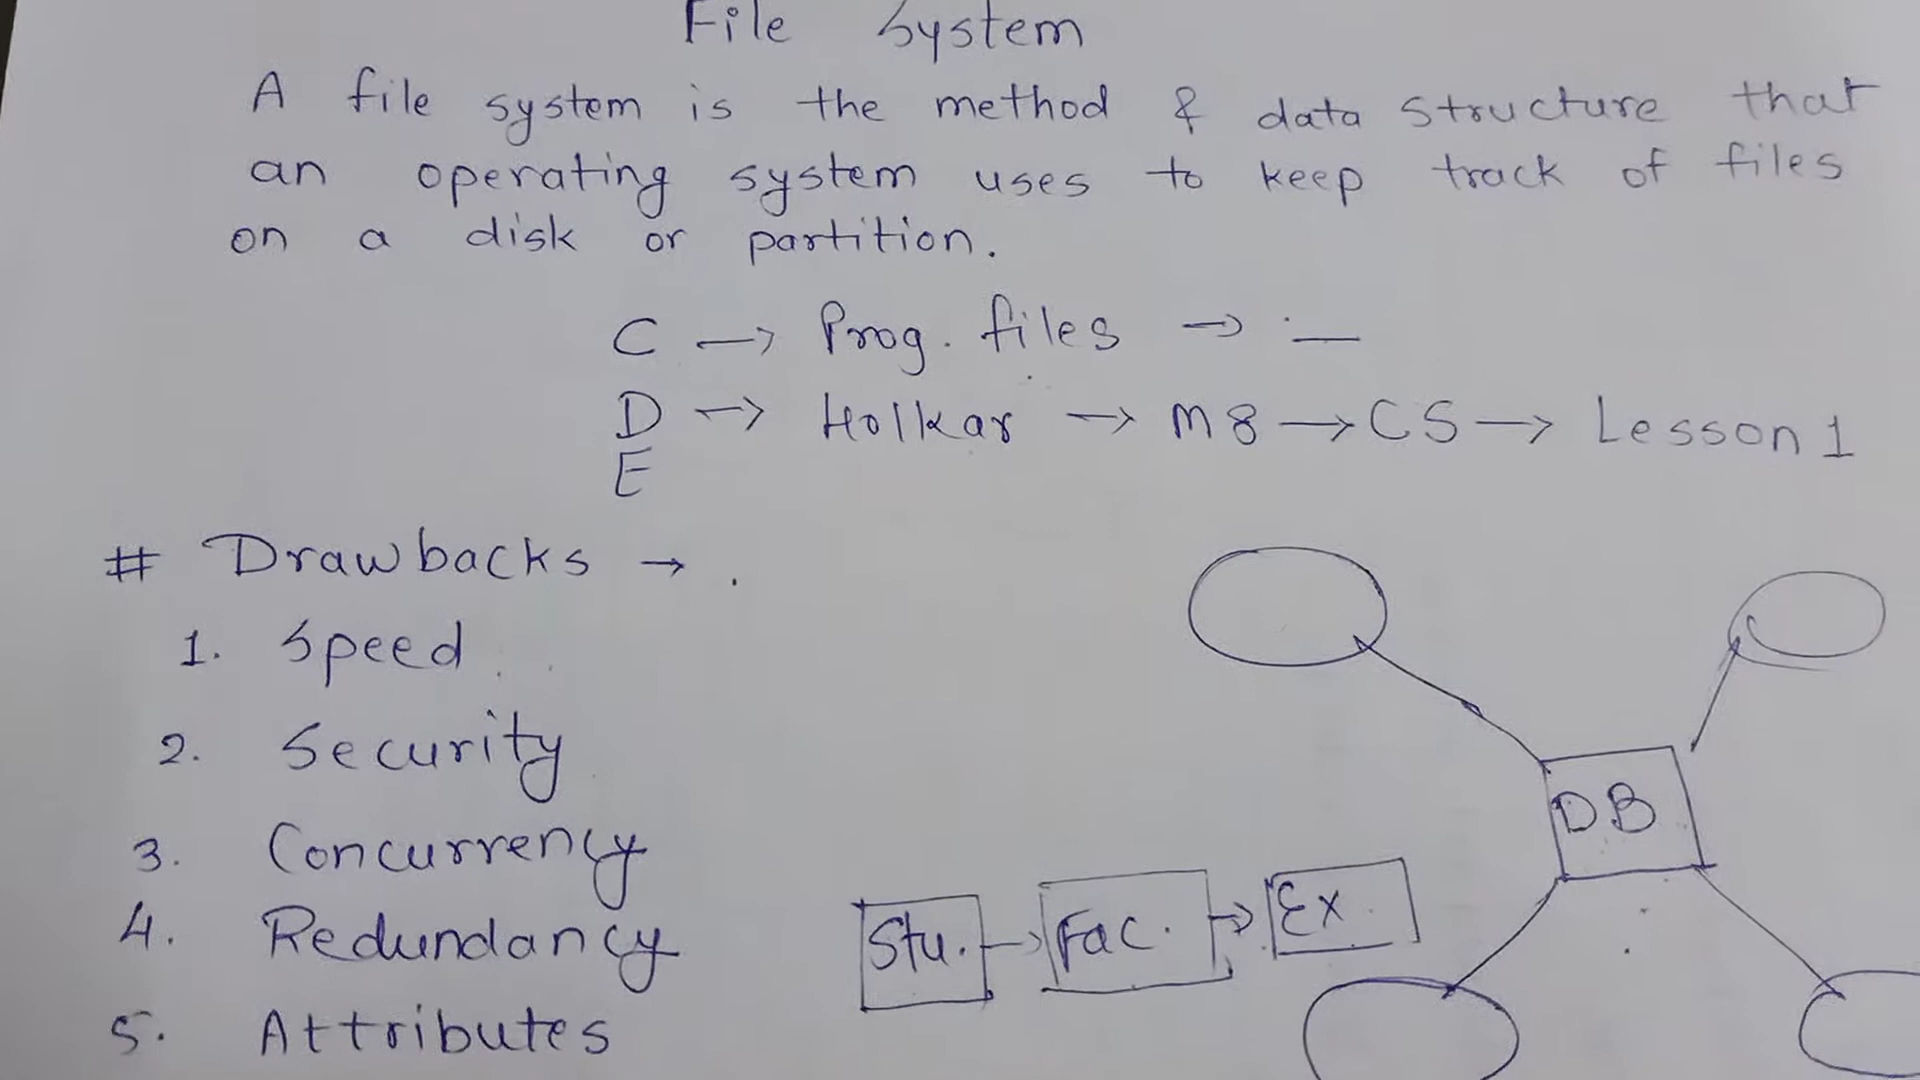 File System
A file system is the method & data structure that
an operating system uses to keep track of files
on a disk or partition.
C → Prog. files → —
D → Holkar → M8 → CS → Lesson 1
E
# Drawbacks →
1. Speed
2. Security
3. Concurrency
4. Redundancy
5. Attributes
Stu. → Fac. → Ex.
DB